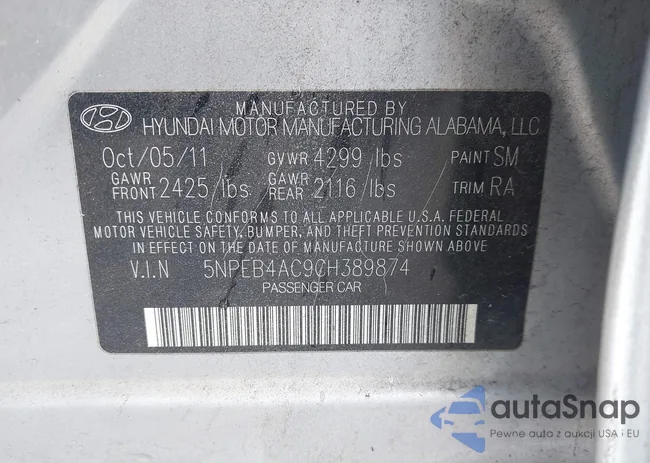 MANUFACTURED BY
HYUNDAI MOTOR MANUFACTURING ALABAMA, LLC
Oct/05/11 GVWR 4299 lbs PAINT SM
GAWR FRONT 2425 lbs GAWR REAR 2116 lbs TRIM RA
THIS VEHICLE CONFORMS TO ALL APPLICABLE U.S.A. FEDERAL
MOTOR VEHICLE SAFETY, BUMPER, AND THEFT PREVENTION STANDARDS
IN EFFECT ON THE DATE OF MANUFACTURE SHOWN ABOVE
V.I.N 5NPEB4AC9CH389874
PASSENGER CAR
autoSnap
Pewne auto z aukcji USA i EU